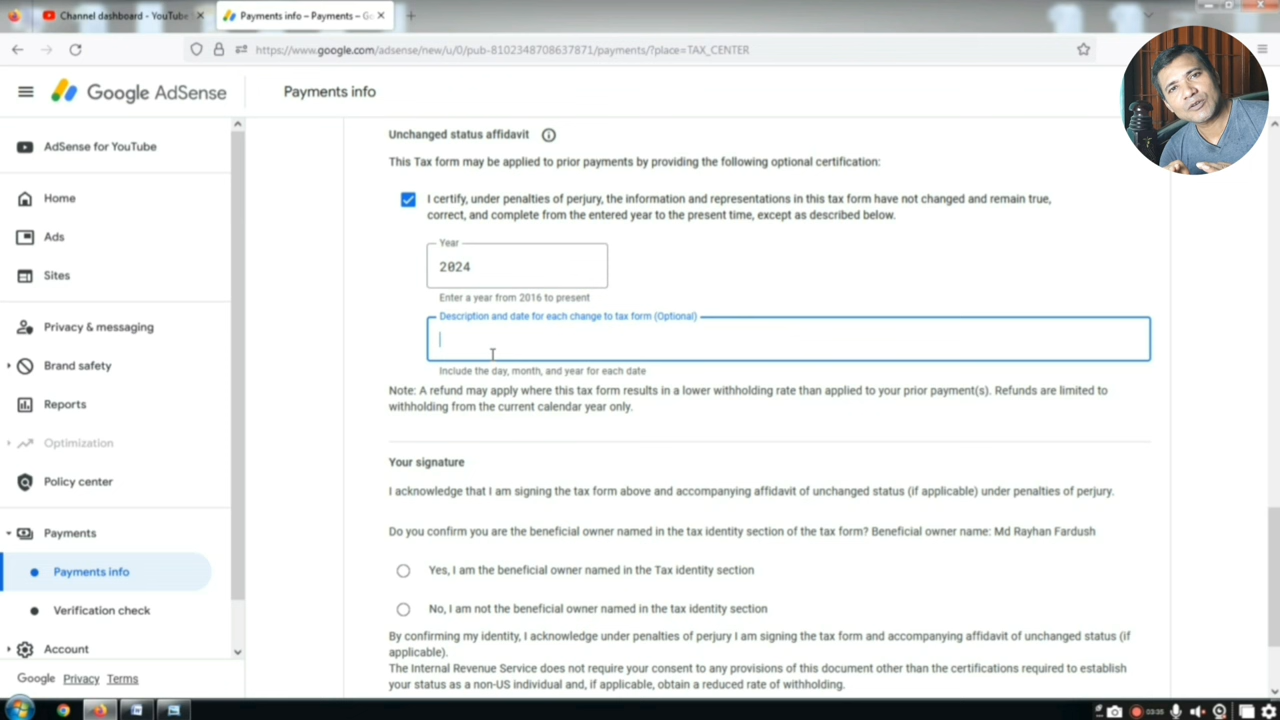 Channel dashboard - YouTube
Payments info – Payments – Go
https://www.google.com/adsense/new/u/0/pub-8102348708637871/payments/?place=TAX_CENTER
Google AdSense
Payments info
AdSense for YouTube
Home
Ads
Sites
Privacy & messaging
Brand safety
Reports
Optimization
Policy center
Payments
Payments info
Verification check
Account
Google Privacy Terms
Unchanged status affidavit
This Tax form may be applied to prior payments by providing the following optional certification:
I certify, under penalties of perjury, the information and representations in this tax form have not changed and remain true,
correct, and complete from the entered year to the present time, except as described below.
Year
2024
Enter a year from 2016 to present
Description and date for each change to tax form (Optional)
Include the day, month, and year for each date
Note: A refund may apply where this tax form results in a lower withholding rate than applied to your prior payment(s). Refunds are limited to
withholding from the current calendar year only.
Your signature
I acknowledge that I am signing the tax form above and accompanying affidavit of unchanged status (if applicable) under penalties of perjury.
Do you confirm you are the beneficial owner named in the tax identity section of the tax form? Beneficial owner name: Md Rayhan Fardush
Yes, I am the beneficial owner named in the Tax identity section
No, I am not the beneficial owner named in the tax identity section
By confirming my identity, I acknowledge under penalties of perjury I am signing the tax form and accompanying affidavit of unchanged status (if
applicable).
The Internal Revenue Service does not require your consent to any provisions of this document other than the certifications required to establish
your status as a non-US individual and, if applicable, obtain a reduced rate of withholding.
03:35